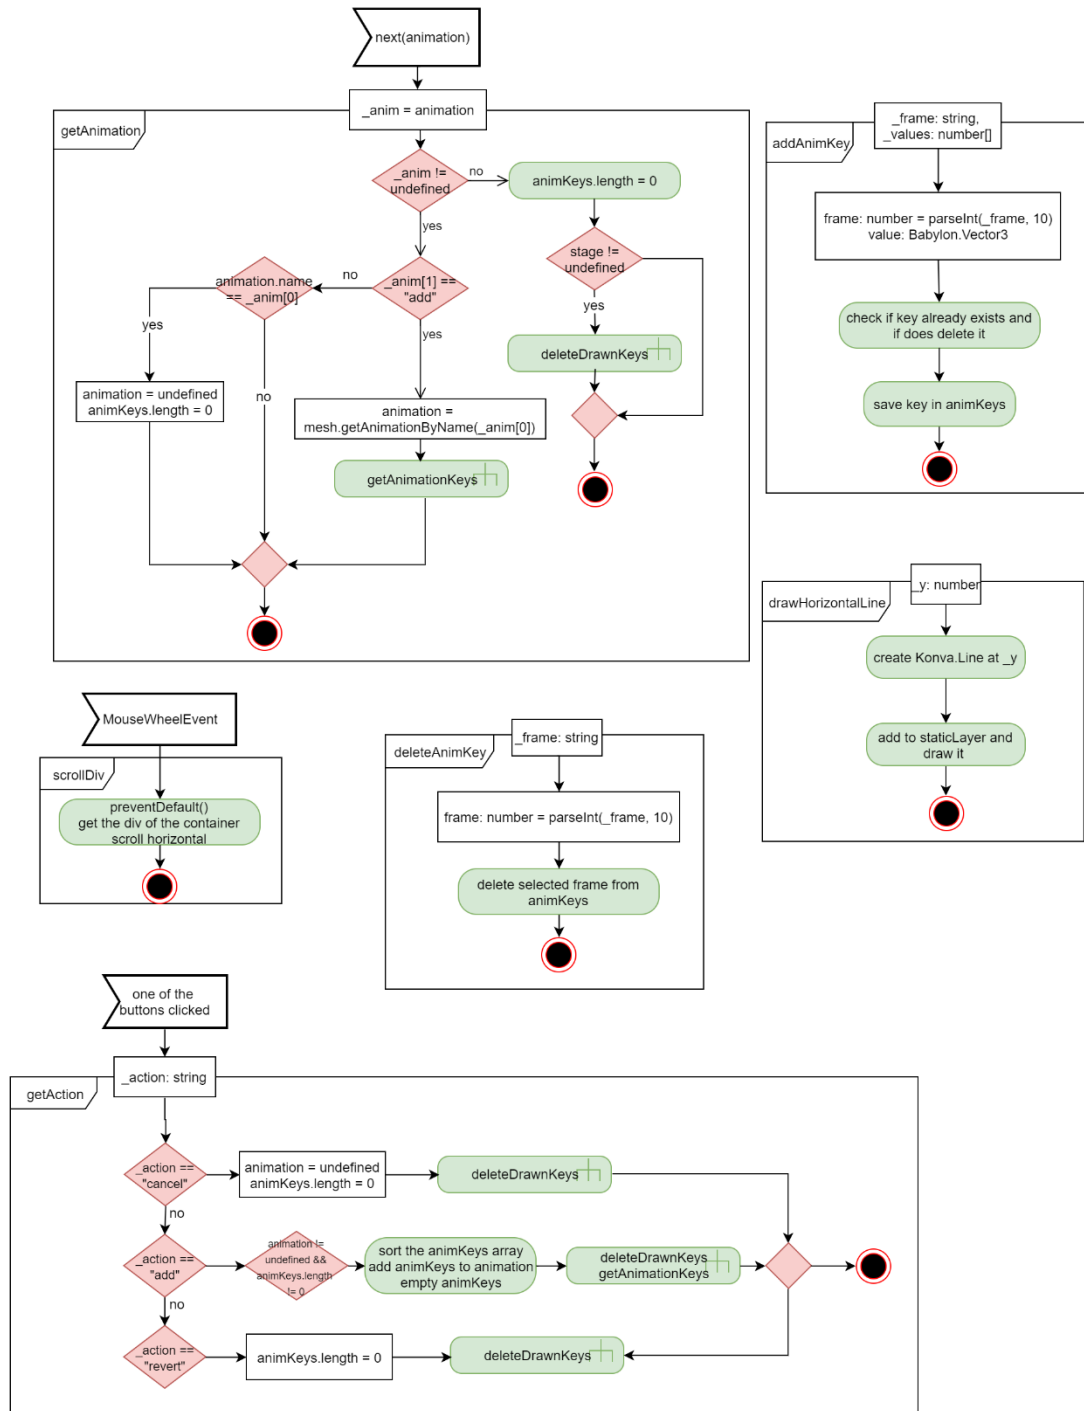 next(animation)
getAnimation
_anim = animation
_anim !=
undefined
no
animKeys.length = 0
yes
stage !=
undefined
yes
deleteDrawnKeys
_anim[1] ==
"add"
no
animation.name
== _anim[0]
yes
no
yes
animation = undefined
animKeys.length = 0
animation =
mesh.getAnimationByName(_anim[0])
getAnimationKeys
addAnimKey
_frame: string,
_values: number[]
frame: number = parseInt(_frame, 10)
value: Babylon.Vector3
check if key already exists and
if does delete it
save key in animKeys
drawHorizontalLine
_y: number
create Konva.Line at _y
add to staticLayer and
draw it
MouseWheelEvent
scrollDiv
preventDefault()
get the div of the container
scroll horizontal
deleteAnimKey
_frame: string
frame: number = parseInt(_frame, 10)
delete selected frame from
animKeys
one of the
buttons clicked
getAction
_action: string
_action ==
"cancel"
animation = undefined
animKeys.length = 0
deleteDrawnKeys
no
_action ==
"add"
animation !=
undefined &&
animKeys.length
!= 0
sort the animKeys array
add animKeys to animation
empty animKeys
deleteDrawnKeys
getAnimationKeys
no
_action ==
"revert"
animKeys.length = 0
deleteDrawnKeys